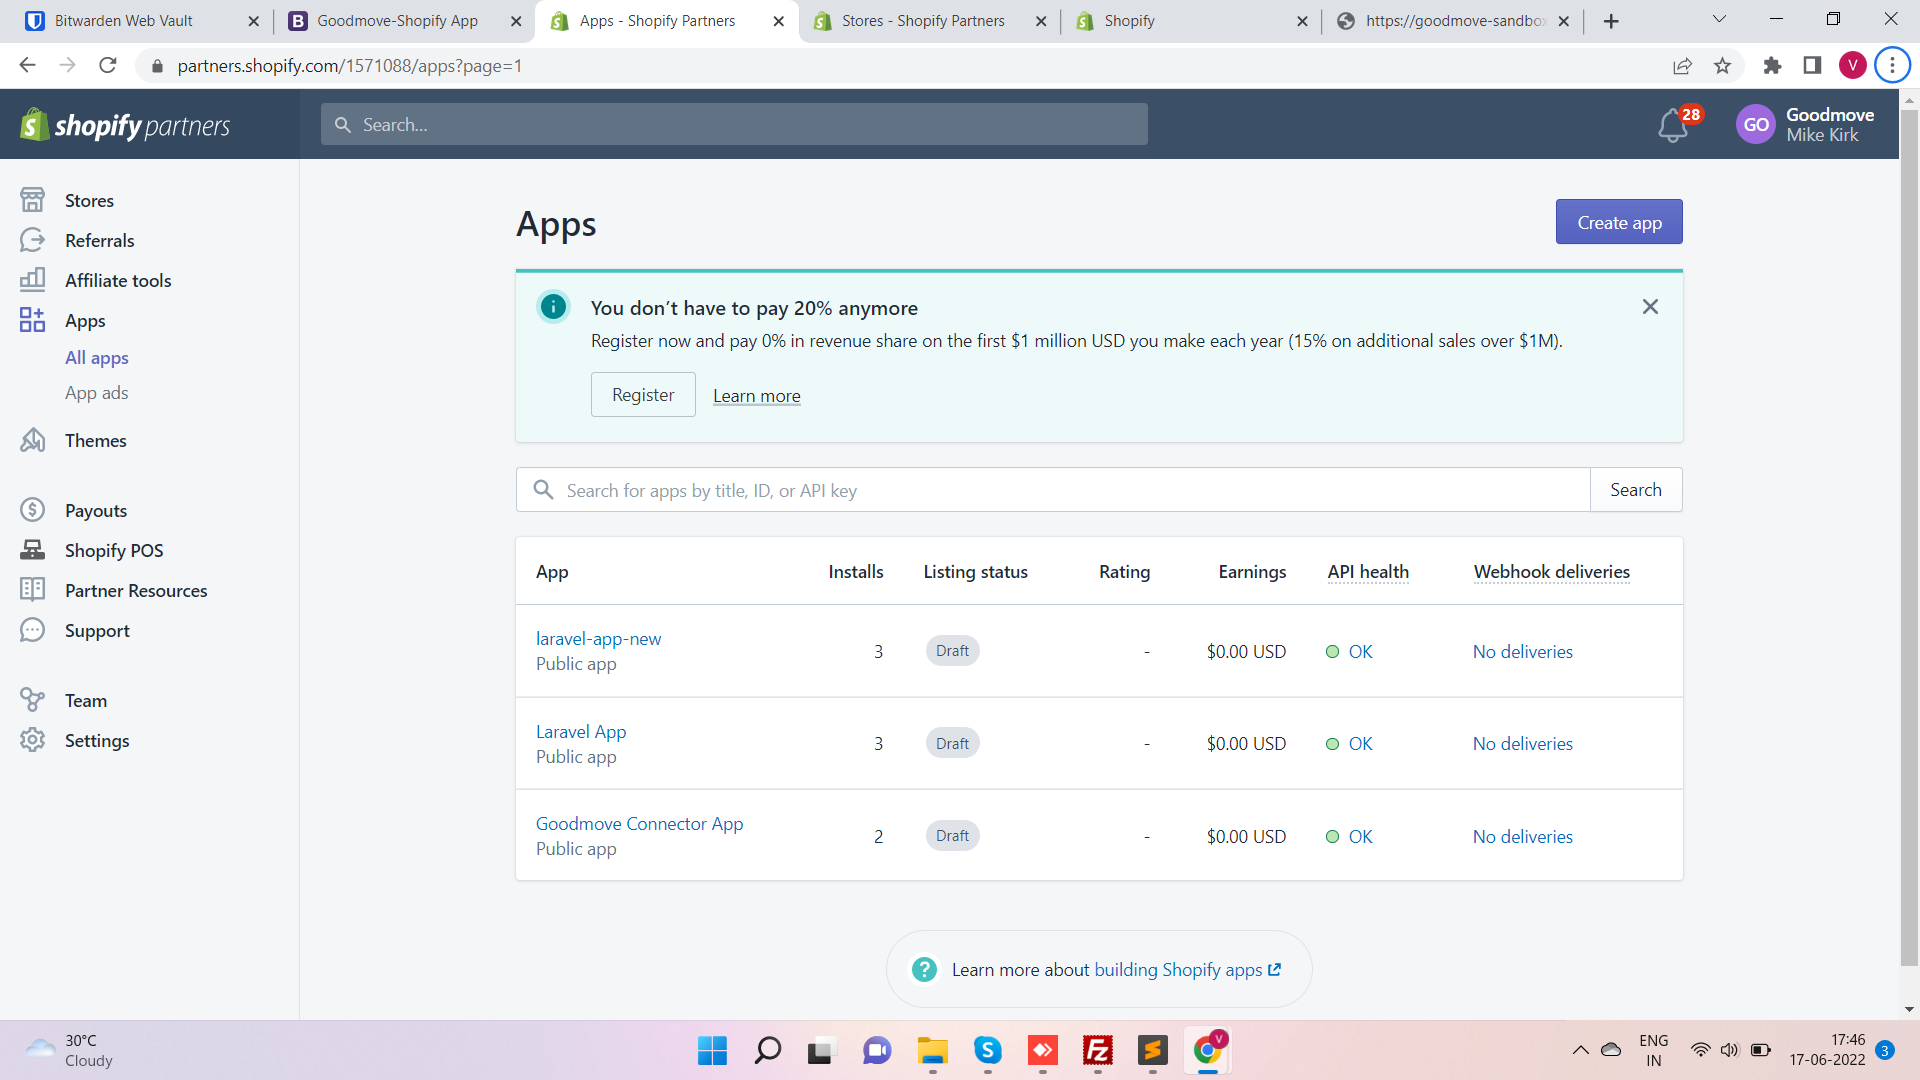 Bitwarden Web Vault
Goodmove-Shopify App
Apps - Shopify Partners
Stores - Shopify Partners
Shopify
https://goodmove-sandbox
partners.shopify.com/1571088/apps?page=1
V
shopify partners
Search...
28
GO
Goodmove
Mike Kirk
Stores
Referrals
Affiliate tools
Apps
All apps
App ads
Themes
Payouts
Shopify POS
Partner Resources
Support
Team
Settings
Apps
Create app
You don’t have to pay 20% anymore
Register now and pay 0% in revenue share on the first $1 million USD you make each year (15% on additional sales over $1M).
Register Learn more
Search for apps by title, ID, or API key Search
App Installs Listing status Rating Earnings API health Webhook deliveries
laravel-app-new
Public app
3 Draft - $0.00 USD OK No deliveries
Laravel App
Public app
3 Draft - $0.00 USD OK No deliveries
Goodmove Connector App
Public app
2 Draft - $0.00 USD OK No deliveries
Learn more about building Shopify apps
30°C
Cloudy
V
ENG
IN
17:46
17-06-2022
3